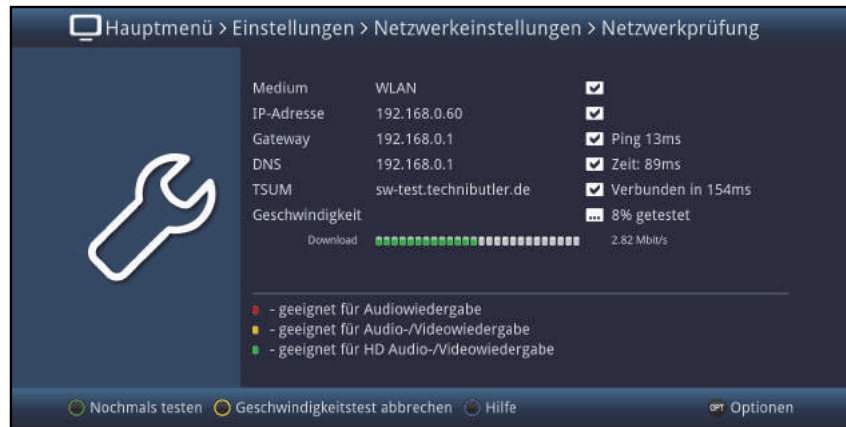 Hauptmenü > Einstellungen > Netzwerkeinstellungen > Netzwerkprüfung
Medium WLAN
IP-Adresse 192.168.0.60
Gateway 192.168.0.1 Ping 13ms
DNS 192.168.0.1 Zeit: 89ms
TSUM sw-test.technibutler.de Verbunden in 154ms
Geschwindigkeit ... 8% getestet
Download 2.82 Mbit/s
- geeignet für Audiowiedergabe
- geeignet für Audio-/Videowiedergabe
- geeignet für HD Audio-/Videowiedergabe
Nochmals testen Geschwindigkeitstest abbrechen Hilfe OPT Optionen